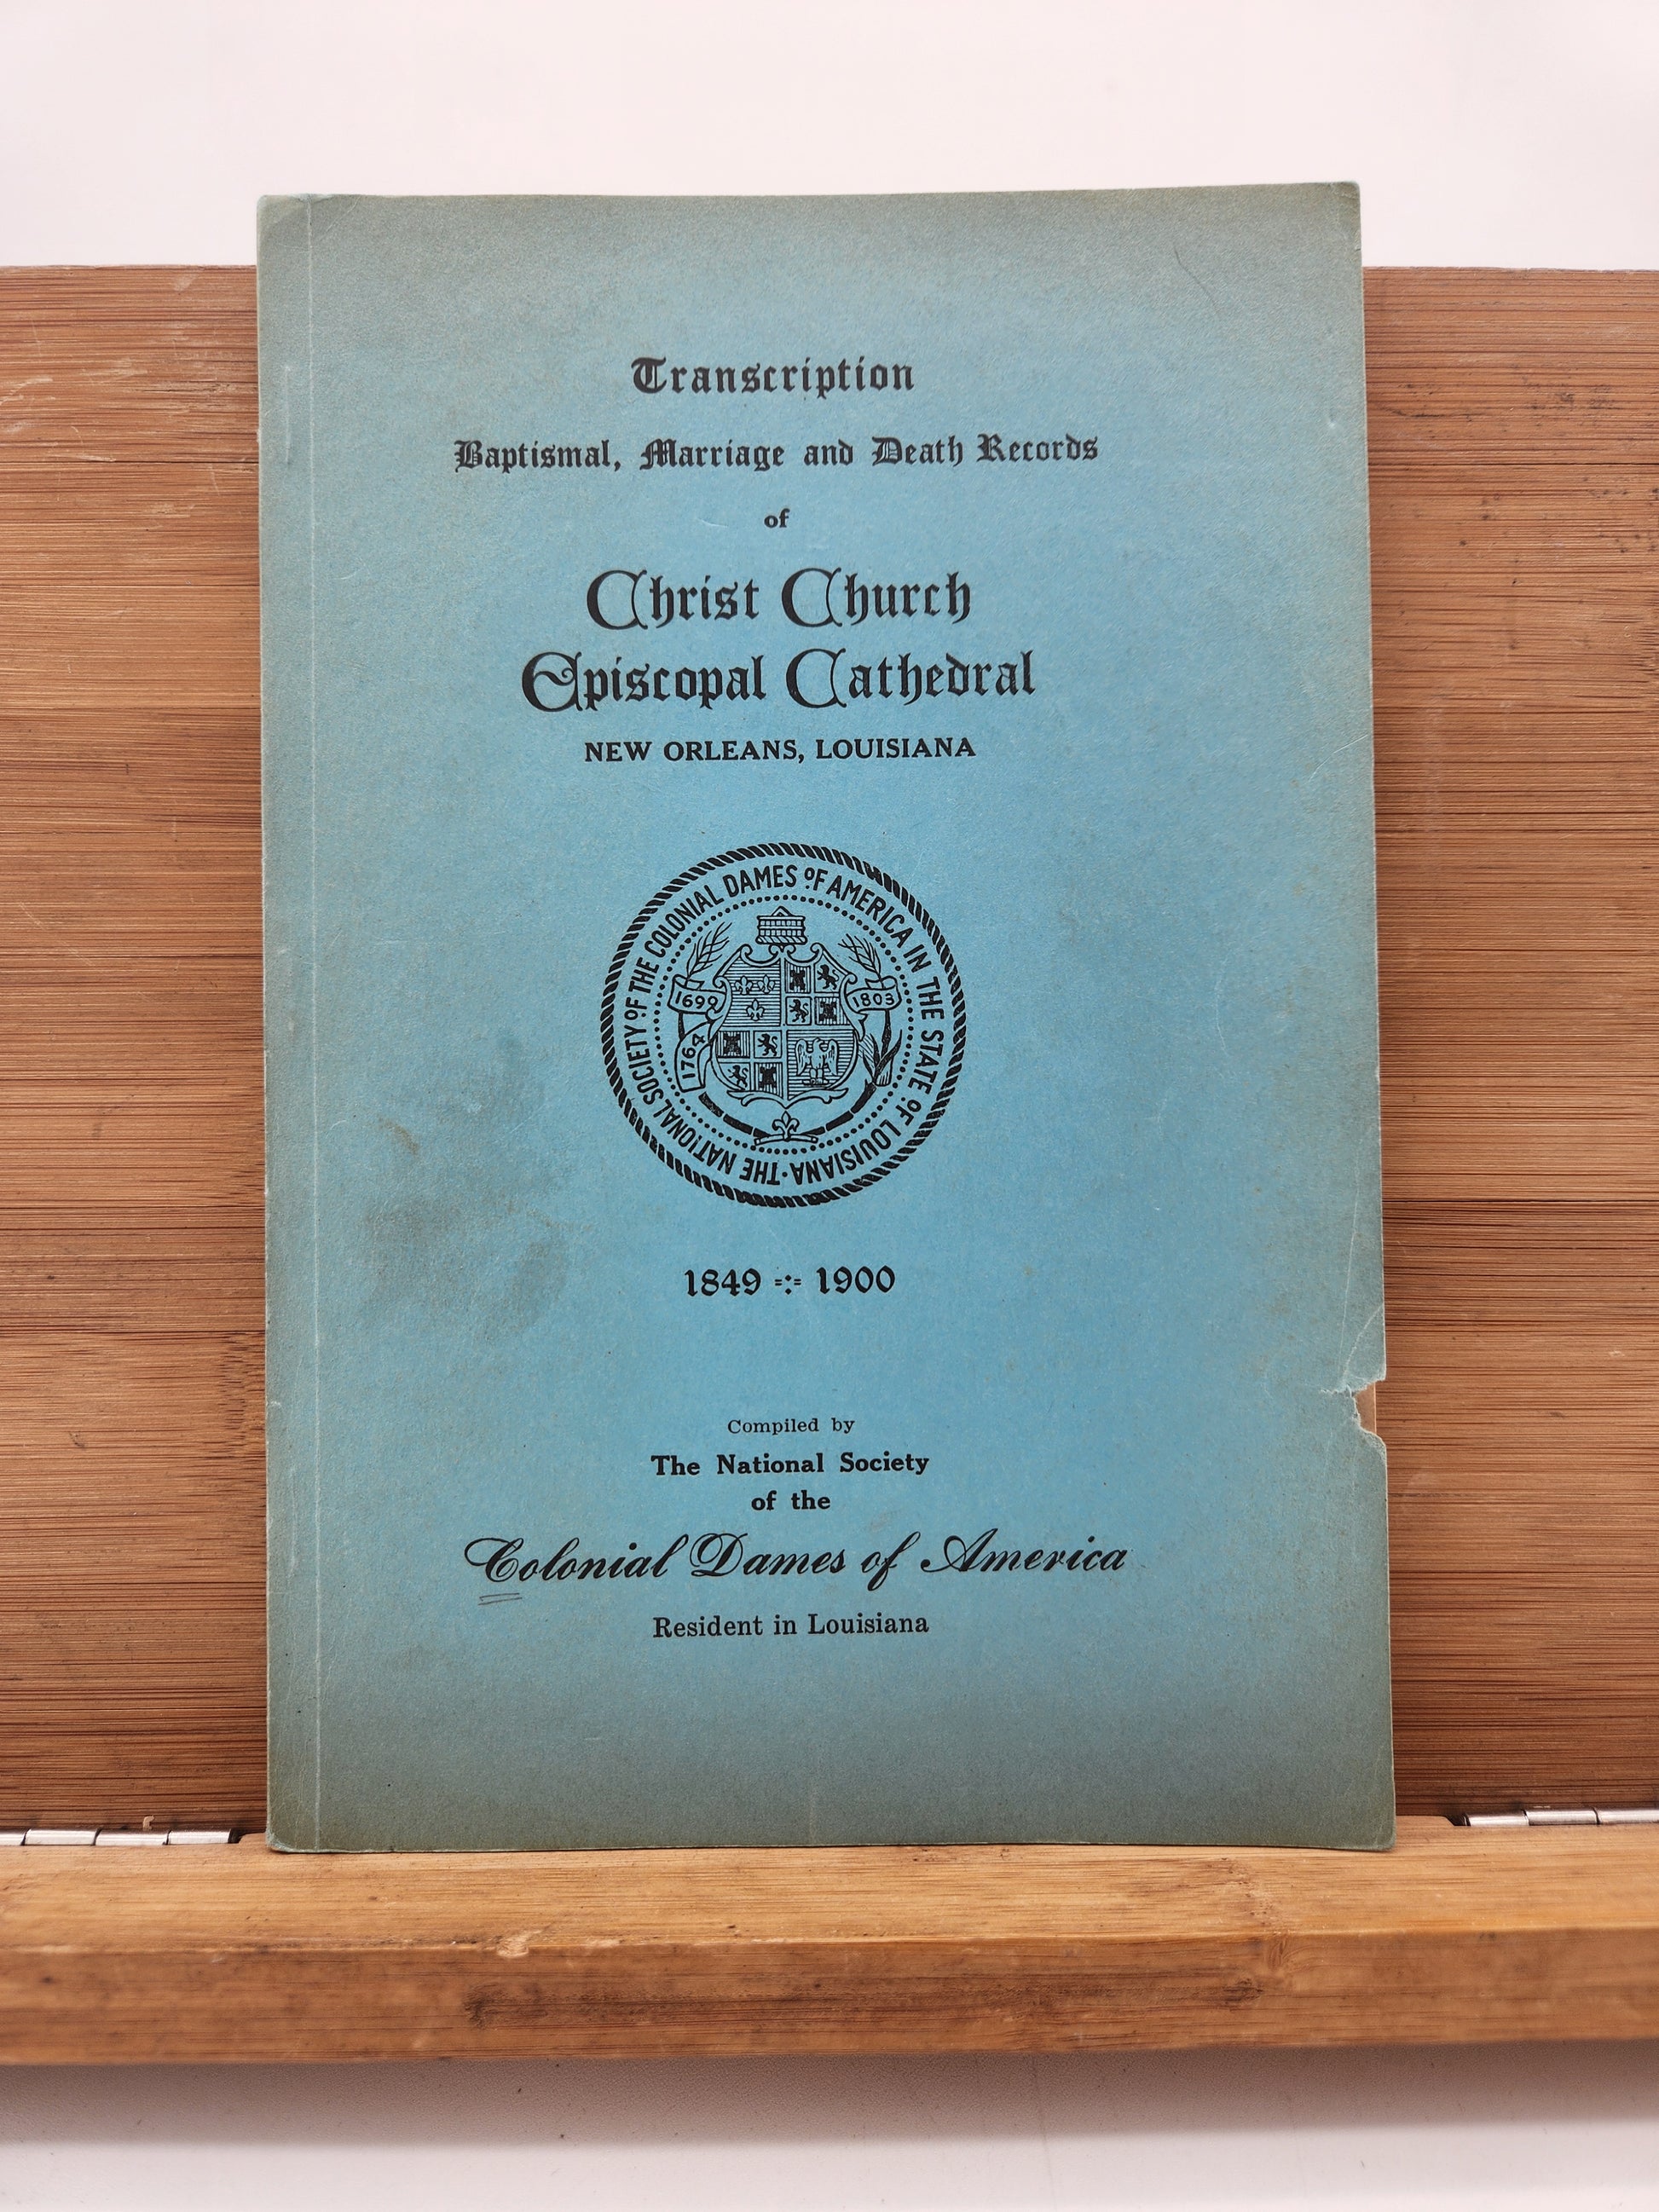 Transcription
Baptismal, Marriage and Death Records
of
Christ Church
Episcopal Cathedral
NEW ORLEANS, LOUISIANA
THE NATIONAL SOCIETY OF THE COLONIAL DAMES OF AMERICA IN THE STATE OF LOUISIANA
1699
1803
1764
1849 1900
Compiled by
The National Society
of the
Colonial Dames of America
Resident in Louisiana